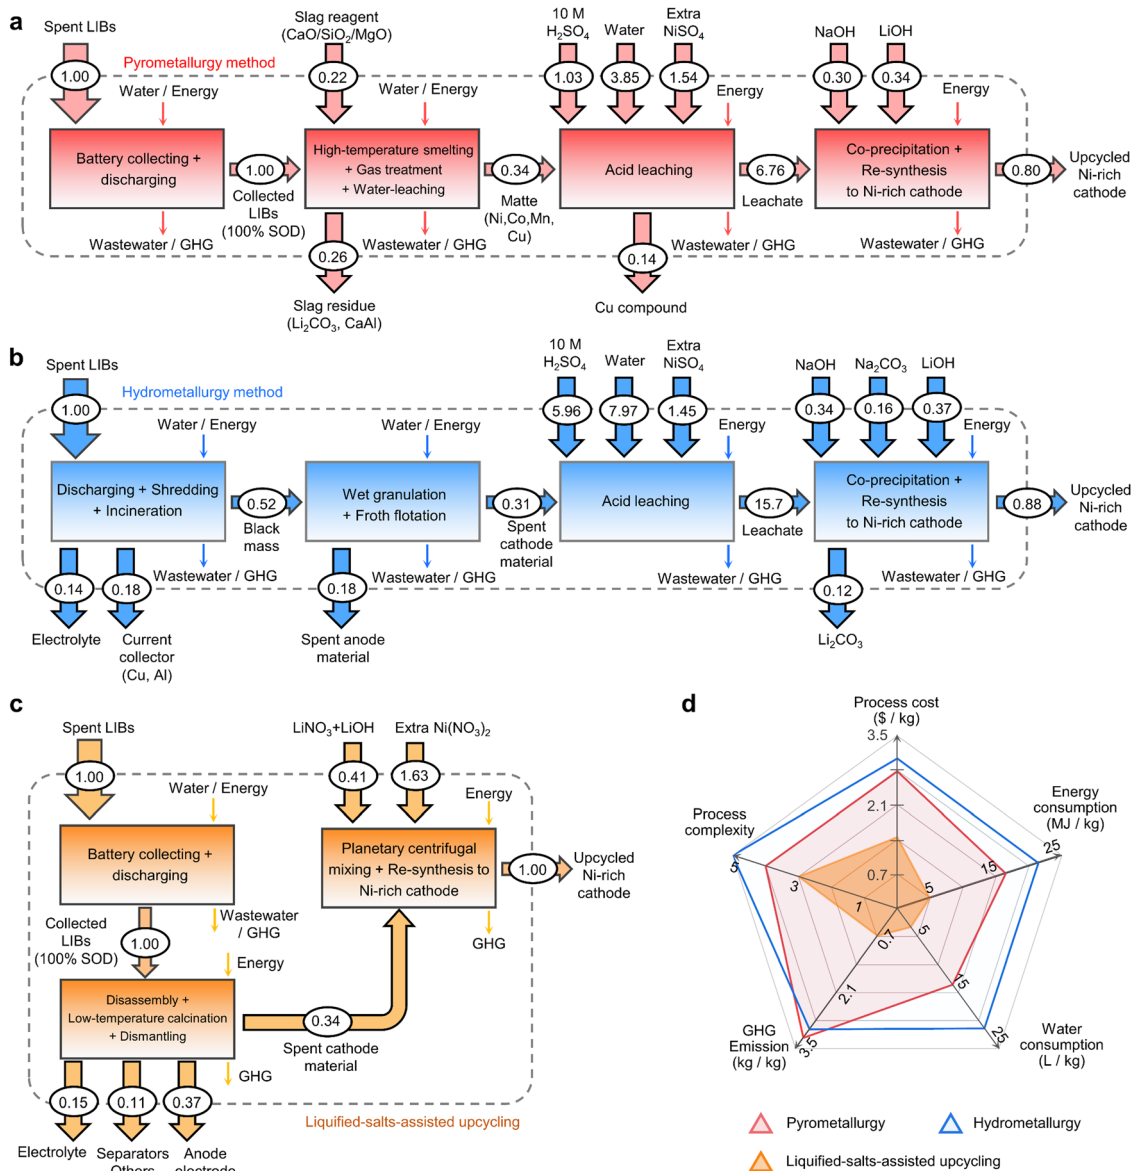 a
Spent LIBs
Slag reagent
(CaO/SiO2/MgO)
10 M
H2SO4
Water
Extra
NiSO4
NaOH
LiOH
1.00
Pyrometallurgy method
0.22
1.03
3.85
1.54
0.30
0.34
Water / Energy
Water / Energy
Energy
Energy
Battery collecting +
discharging
1.00
Collected
LIBs
(100% SOD)
High-temperature smelting
+ Gas treatment
+ Water-leaching
0.34
Matte
(Ni,Co,Mn,
Cu)
Acid leaching
6.76
Leachate
Co-precipitation +
Re-synthesis
to Ni-rich cathode
0.80
Upcycled
Ni-rich
cathode
Wastewater / GHG
Wastewater / GHG
Wastewater / GHG
Wastewater / GHG
0.26
0.14
Slag residue
(Li2CO3, CaAl)
Cu compound
b
Spent LIBs
10 M
H2SO4
Water
Extra
NiSO4
NaOH
Na2CO3
LiOH
1.00
Hydrometallurgy method
5.96
7.97
1.45
0.34
0.16
0.37
Water / Energy
Water / Energy
Energy
Energy
Discharging + Shredding
+ Incineration
0.52
Black
mass
Wet granulation
+ Froth flotation
0.31
Spent
cathode
material
Acid leaching
15.7
Leachate
Co-precipitation +
Re-synthesis
to Ni-rich cathode
0.88
Upcycled
Ni-rich
cathode
Wastewater / GHG
Wastewater / GHG
Wastewater / GHG
Wastewater / GHG
0.14
0.18
0.18
0.12
Electrolyte
Current
collector
(Cu, Al)
Spent anode
material
Li2CO3
c
Spent LIBs
LiNO3+LiOH
Extra Ni(NO3)2
1.00
0.41
1.63
Water / Energy
Energy
Battery collecting +
discharging
Planetary centrifugal
mixing + Re-synthesis to
Ni-rich cathode
1.00
Upcycled
Ni-rich
cathode
Collected
LIBs
(100% SOD)
1.00
Wastewater
/ GHG
GHG
Energy
Disassembly +
Low-temperature calcination
+ Dismantling
0.34
Spent cathode
material
GHG
0.15
0.11
0.37
Liquified-salts-assisted upcycling
Electrolyte
Separators
Others
Anode
electrode
d
Process cost
($ / kg)
3.5
2.1
0.7
Energy
consumption
(MJ / kg)
25
15
5
Process
complexity
5
3
1
0.7
2.1
3.5
GHG
Emission
(kg / kg)
5
15
25
Water
consumption
(L / kg)
Pyrometallurgy
Hydrometallurgy
Liquified-salts-assisted upcycling